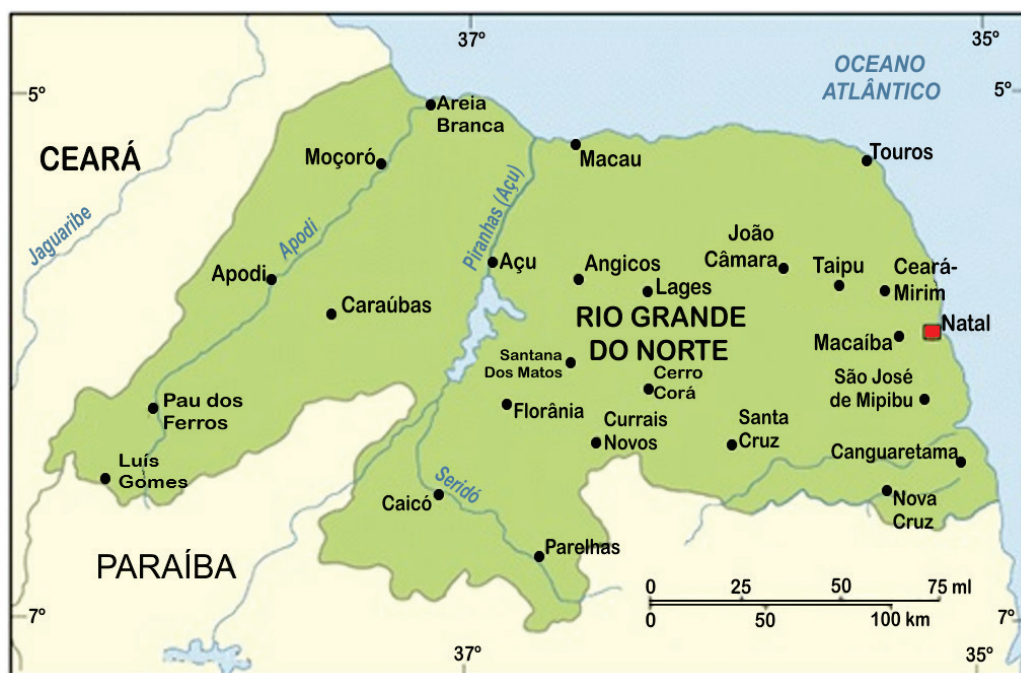 37º
35º
5º
5º
OCEANO
ATLÂNTICO
CEARÁ
Areia
Branca
Moçoró
Macau
Touros
Jaguaribe
Apodi
Piranhas (Açu)
Apodi
Açu
Angicos
João
Câmara
Taipu
Ceará-
Mirim
Lages
Caraúbas
RIO GRANDE
DO NORTE
Natal
Macaíba
Santana
Dos Matos
Cerro
Corá
São José
de Mipibu
Pau dos
Ferros
Florânia
Currais
Novos
Santa
Cruz
Canguaretama
Luís
Gomes
Seridó
Caicó
Nova
Cruz
PARAÍBA
Parelhas
0 25 50 75 ml
0 50 100 km
7º
7º
37º
35º